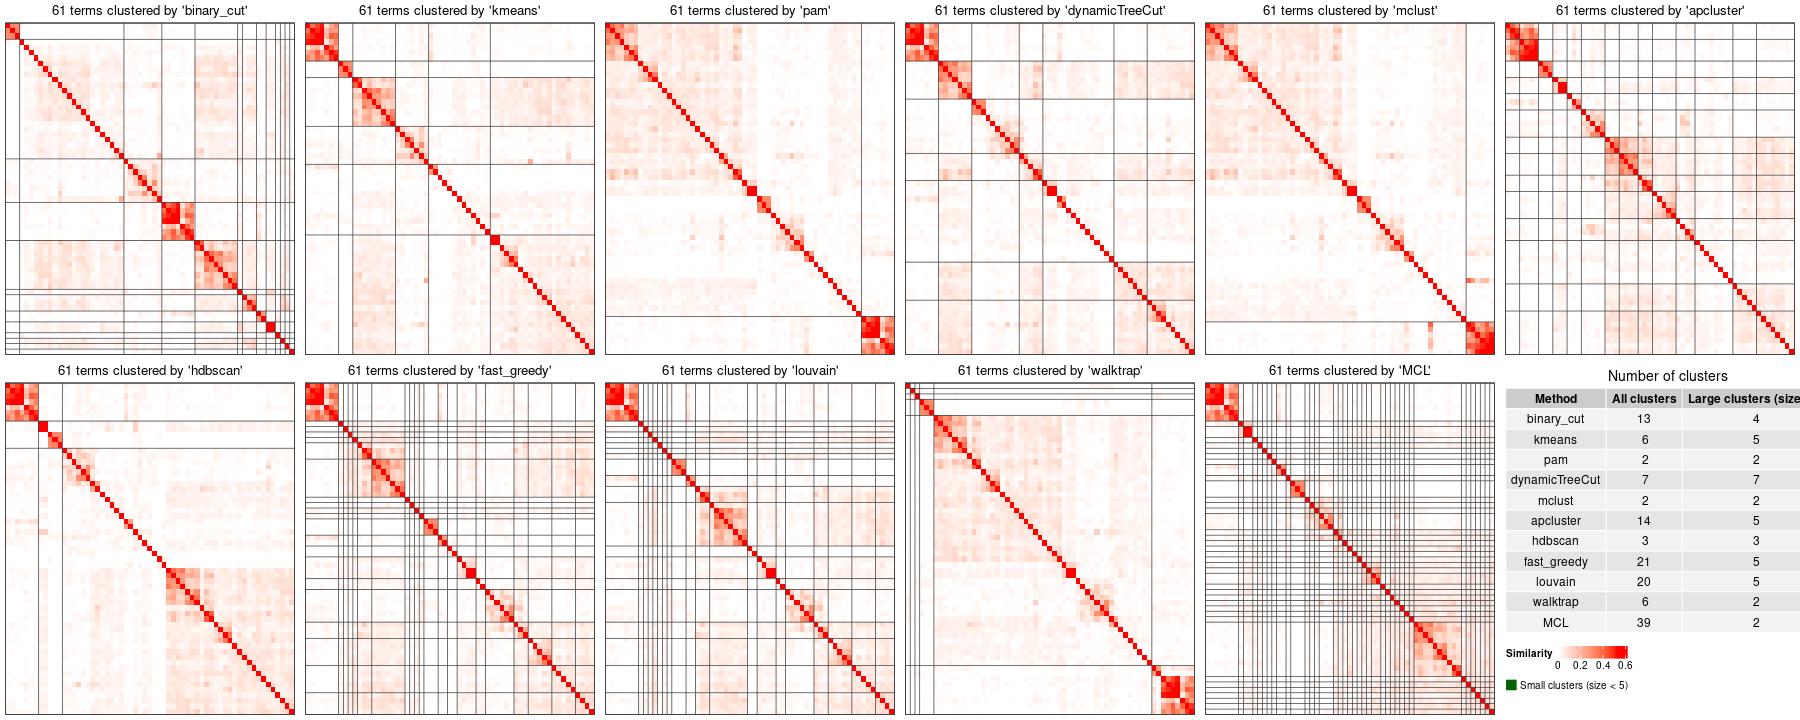 61 terms clustered by 'binary_cut'
61 terms clustered by 'kmeans'
61 terms clustered by 'pam'
61 terms clustered by 'dynamicTreeCut'
61 terms clustered by 'mclust'
61 terms clustered by 'apcluster'
61 terms clustered by 'hdbscan'
61 terms clustered by 'fast_greedy'
61 terms clustered by 'louvain'
61 terms clustered by 'walktrap'
61 terms clustered by 'MCL'
Number of clusters
Method All clusters Large clusters (size
binary_cut 13 4
kmeans 6 5
pam 2 2
dynamicTreeCut 7 7
mclust 2 2
apcluster 14 5
hdbscan 3 3
fast_greedy 21 5
louvain 20 5
walktrap 6 2
MCL 39 2
Similarity
0 0.2 0.4 0.6
Small clusters (size < 5)